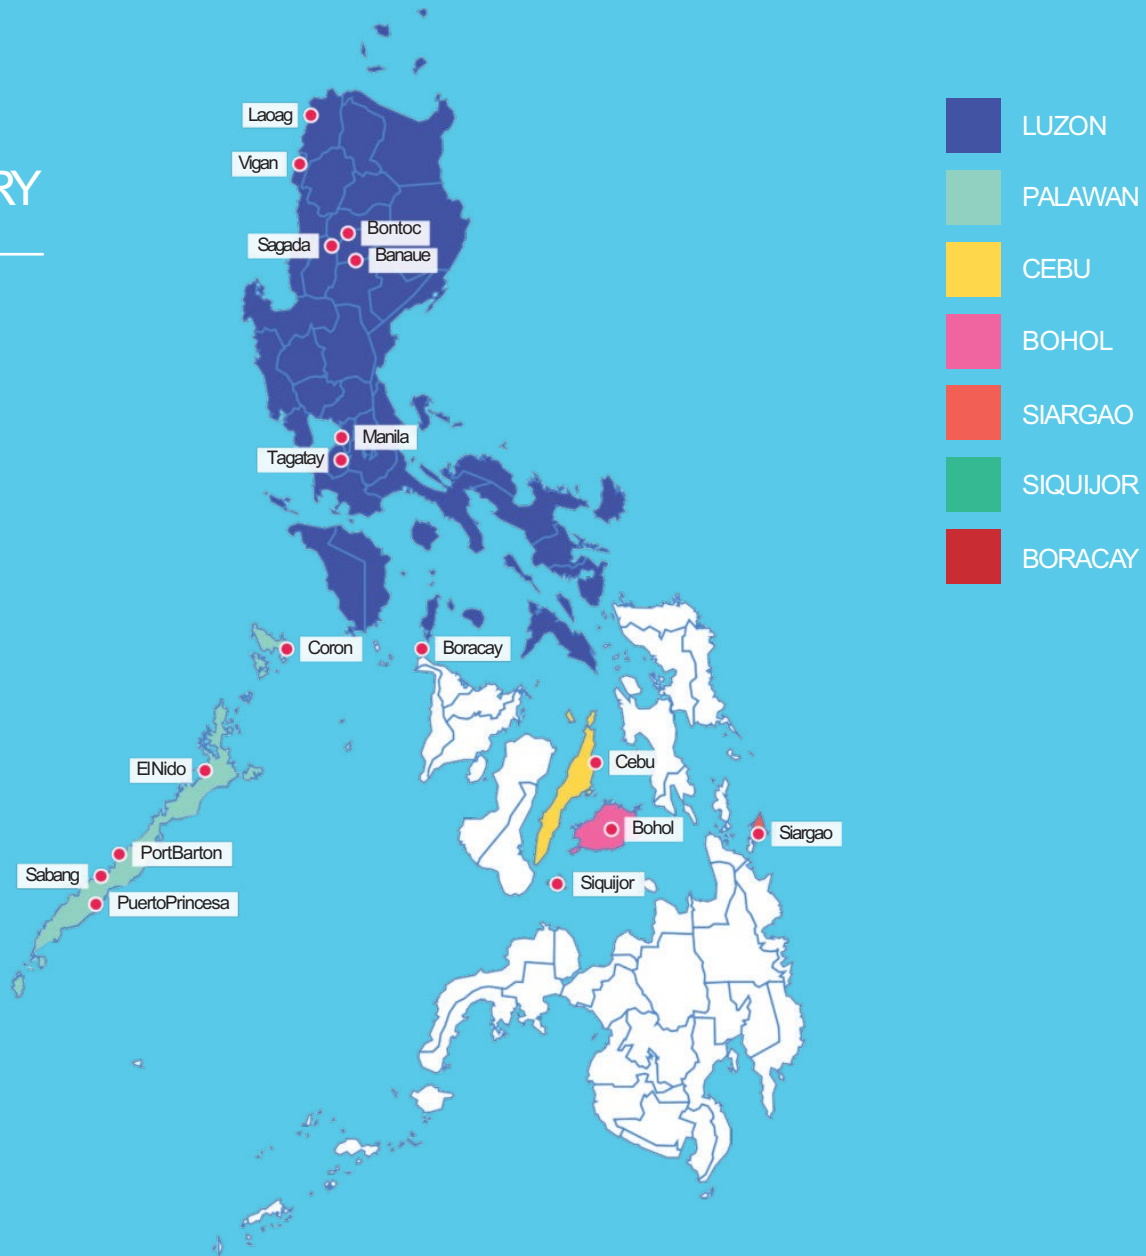 RY
Laoag
Vigan
Bontoc
Sagada
Banaue
Manila
Tagatay
Coron
Boracay
ElNido
Cebu
PortBarton
Bohol
Siargao
Sabang
Siquijor
PuertoPrincesa
LUZON
PALAWAN
CEBU
BOHOL
SIARGAO
SIQUIJOR
BORACAY